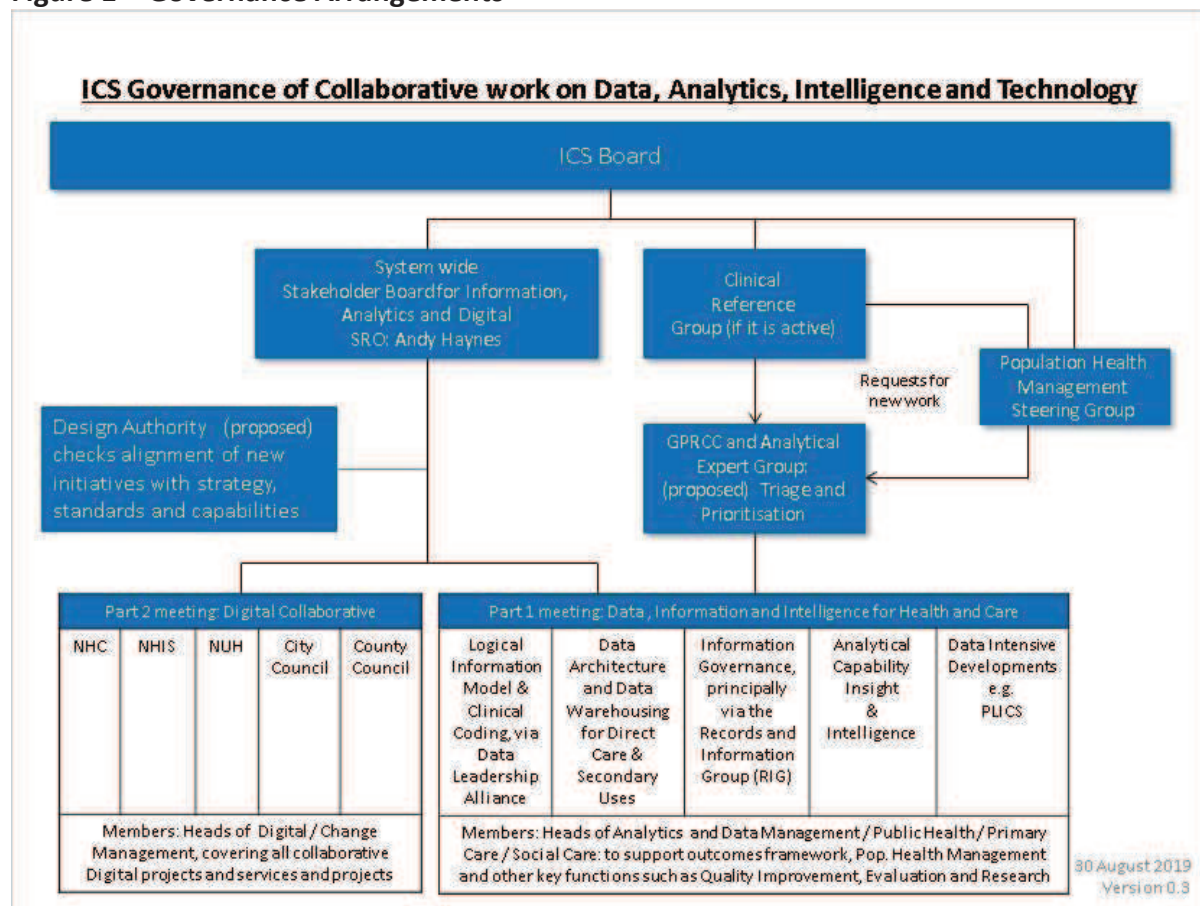 Figure 1 – Governance Arrangements
ICS Governance of Collaborative work on Data, Analytics, Intelligence and Technology
ICS Board
System wide
Stakeholder Boardfor Information,
Analytics and Digital
SRO: Andy Haynes
Clinical
Reference
Group (if it is active)
Population Health
Management
Steering Group
Requests for
new work
Design Authority (proposed)
checks alignment of new
initiatives with strategy,
standards and capabilities
GPRCC and Analytical
Expert Group:
(proposed) Triage and
Prioritisation
Part 2 meeting: Digital Collaborative
NHC
NHIS
NUH
City
Council
County
Council
Members: Heads of Digital / Change
Management, covering all collaborative
Digital projects and services and projects
Part 1 meeting: Data, Information and Intelligence for Health and Care
Logical
Information
Model &
Clinical
Coding, via
Data
Leadership
Alliance
Data
Architecture
and Data
Warehousing
for Direct
Care &
Secondary
Uses
Information
Governance,
principally
via the
Records and
Information
Group (RIG)
Analytical
Capability
Insight
&
Intelligence
Data Intensive
Developments
e.g.
PLICS
Members: Heads of Analytics and Data Management / Public Health / Primary
Care / Social Care: to support outcomes framework, Pop. Health Management
and other key functions such as Quality Improvement, Evaluation and Research
30 August 2019
Version 0.3